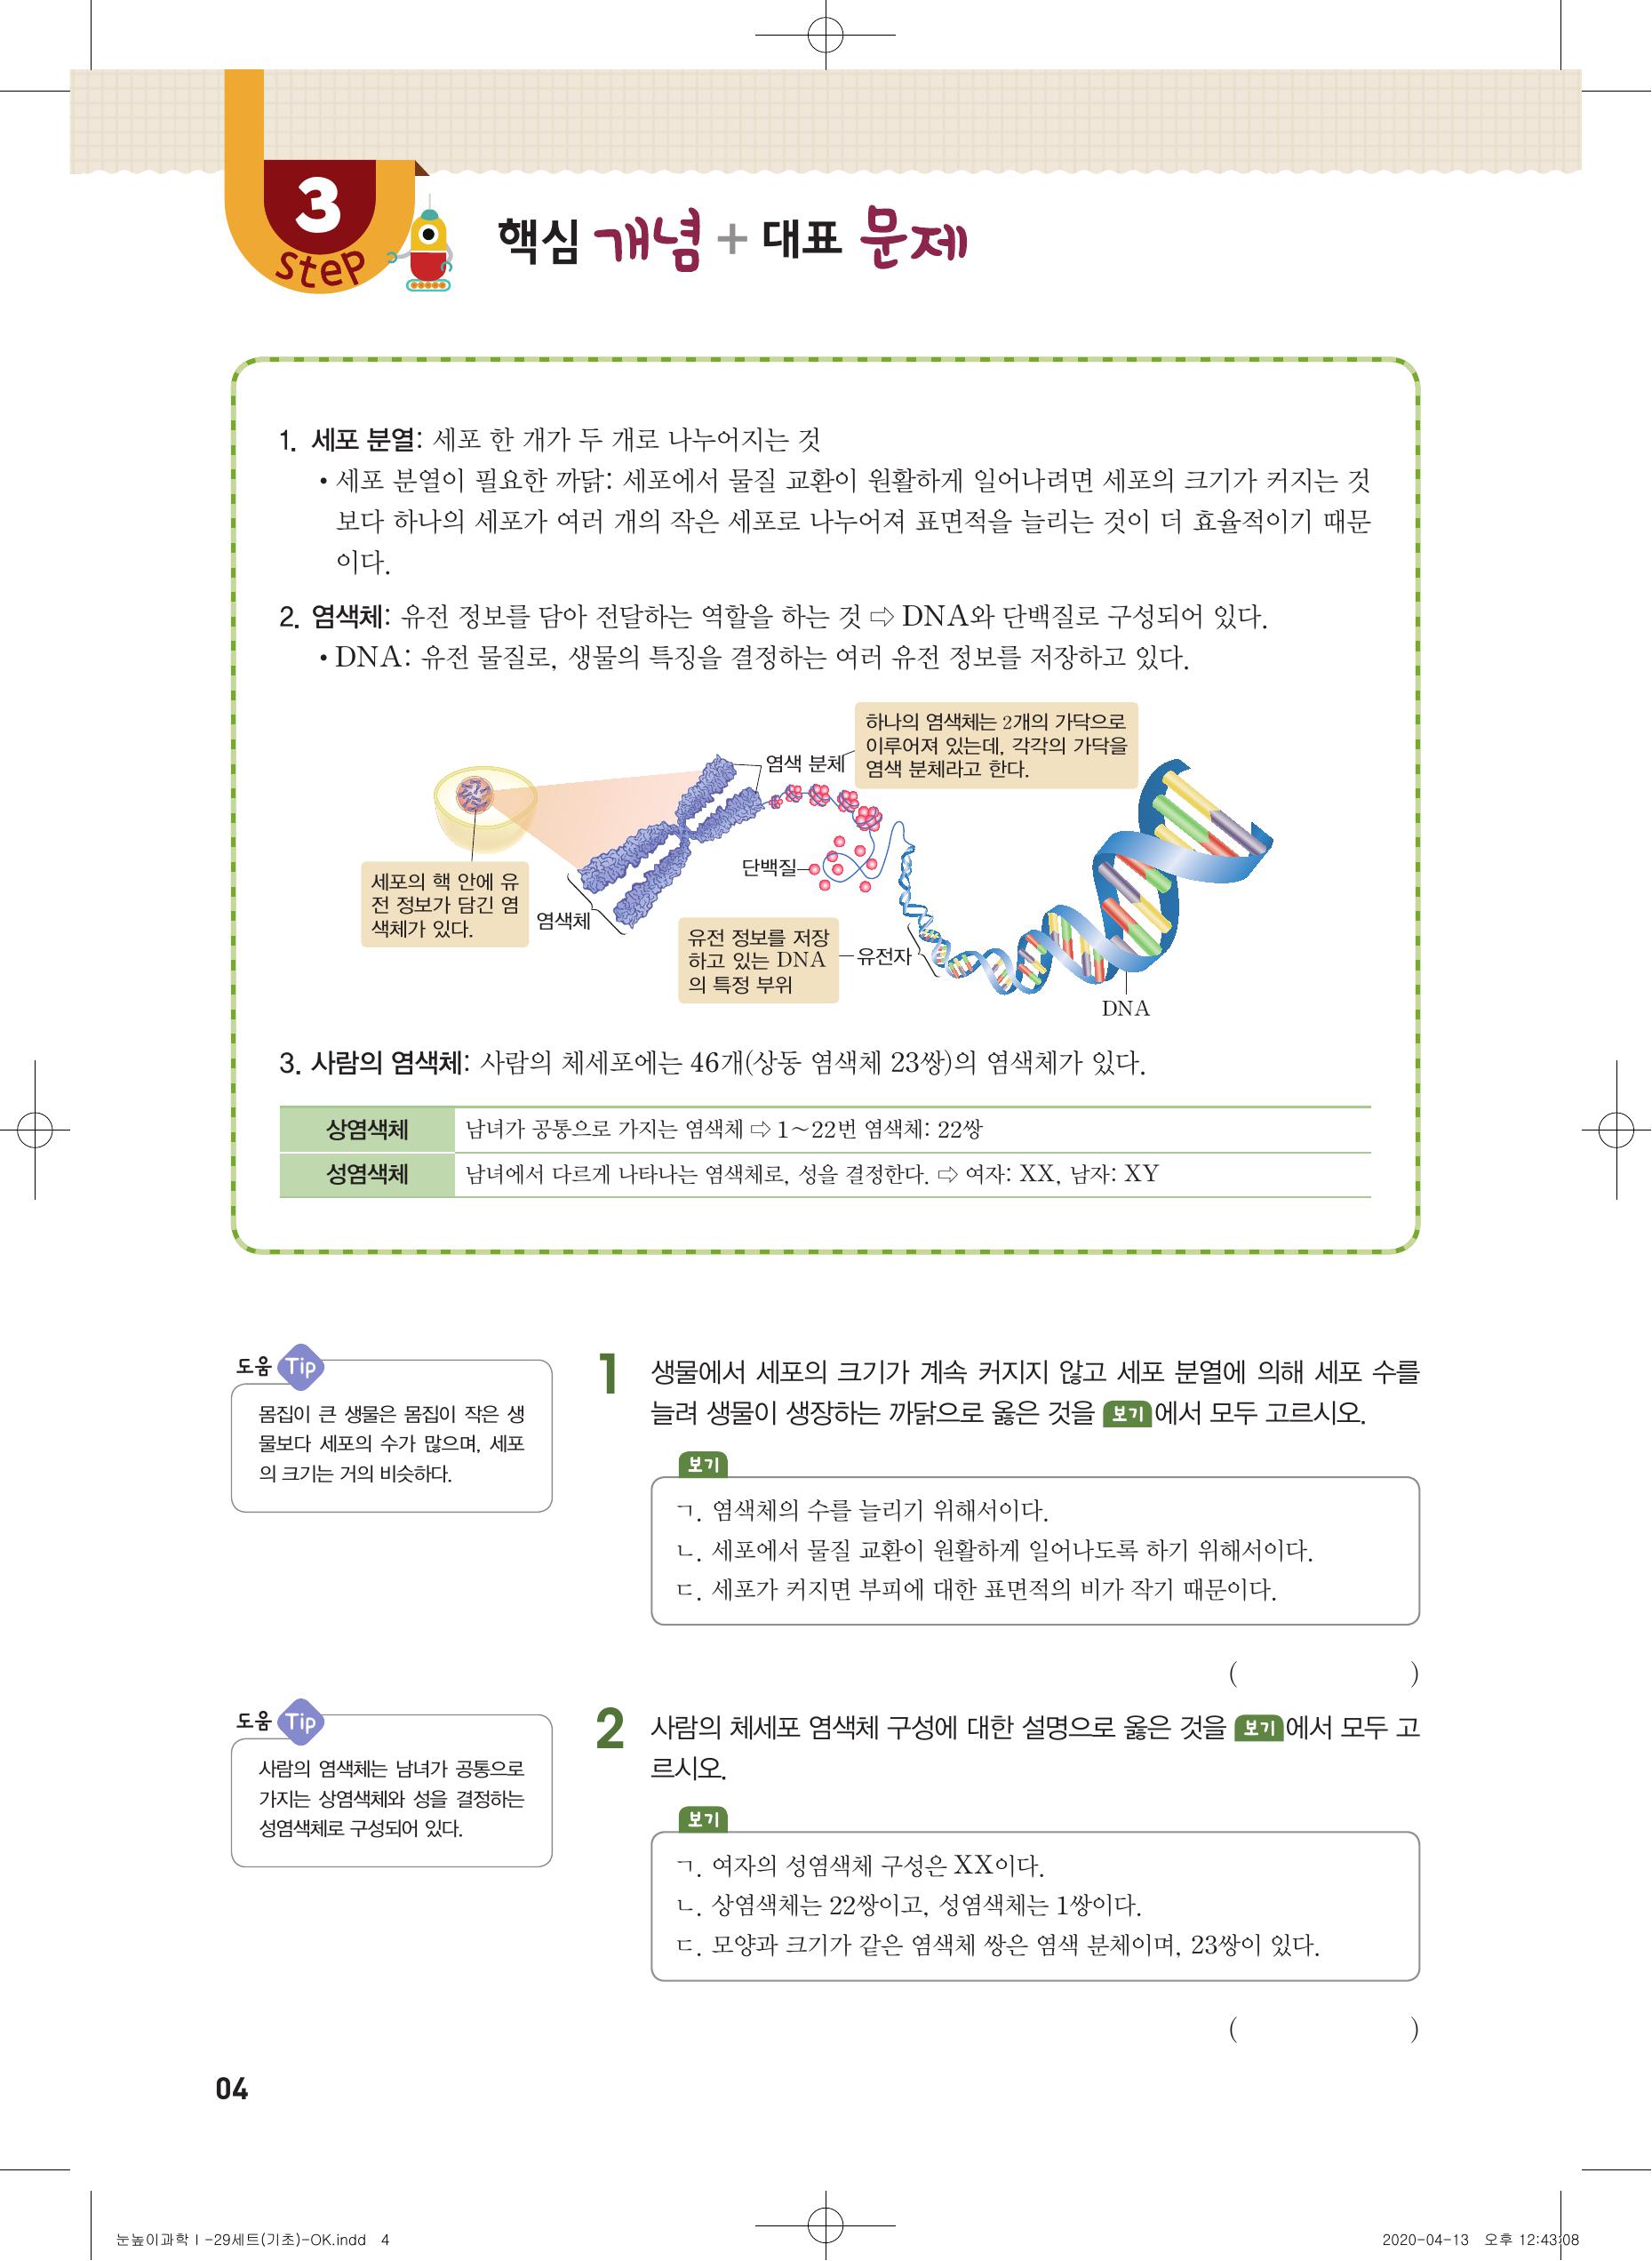 3
step
핵심 개념 + 대표 문제
1. 세포 분열: 세포 한 개가 두 개로 나누어지는 것
• 세포 분열이 필요한 까닭: 세포에서 물질 교환이 원활하게 일어나려면 세포의 크기가 커지는 것
보다 하나의 세포가 여러 개의 작은 세포로 나누어져 표면적을 늘리는 것이 더 효율적이기 때문
이다.
2. 염색체: 유전 정보를 담아 전달하는 역할을 하는 것 ⇨ DNA와 단백질로 구성되어 있다.
• DNA: 유전 물질로, 생물의 특징을 결정하는 여러 유전 정보를 저장하고 있다.
하나의 염색체는 2개의 가닥으로
이루어져 있는데, 각각의 가닥을
염색 분체라고 한다.
염색 분체
단백질
세포의 핵 안에 유
전 정보가 담긴 염
색체가 있다.
염색체
유전 정보를 저장
하고 있는 DNA
의 특정 부위
유전자
DNA
3. 사람의 염색체: 사람의 체세포에는 46개(상동 염색체 23쌍)의 염색체가 있다.
상염색체 남녀가 공통으로 가지는 염색체 ⇨ 1~22번 염색체: 22쌍
성염색체 남녀에서 다르게 나타나는 염색체로, 성을 결정한다. ⇨ 여자: XX, 남자: XY
도움 Tip
몸집이 큰 생물은 몸집이 작은 생
물보다 세포의 수가 많으며, 세포
의 크기는 거의 비슷하다.
1 생물에서 세포의 크기가 계속 커지지 않고 세포 분열에 의해 세포 수를
늘려 생물이 생장하는 까닭으로 옳은 것을 보기에서 모두 고르시오.
보기
ㄱ. 염색체의 수를 늘리기 위해서이다.
ㄴ. 세포에서 물질 교환이 원활하게 일어나도록 하기 위해서이다.
ㄷ. 세포가 커지면 부피에 대한 표면적의 비가 작기 때문이다.
( )
도움 Tip
사람의 염색체는 남녀가 공통으로
가지는 상염색체와 성을 결정하는
성염색체로 구성되어 있다.
2 사람의 체세포 염색체 구성에 대한 설명으로 옳은 것을 보기에서 모두 고
르시오.
보기
ㄱ. 여자의 성염색체 구성은 XX이다.
ㄴ. 상염색체는 22쌍이고, 성염색체는 1쌍이다.
ㄷ. 모양과 크기가 같은 염색체 쌍은 염색 분체이며, 23쌍이 있다.
( )
04
눈높이과학Ⅰ-29세트(기초)-OK.indd 4
2020-04-13 오후 12:43:08